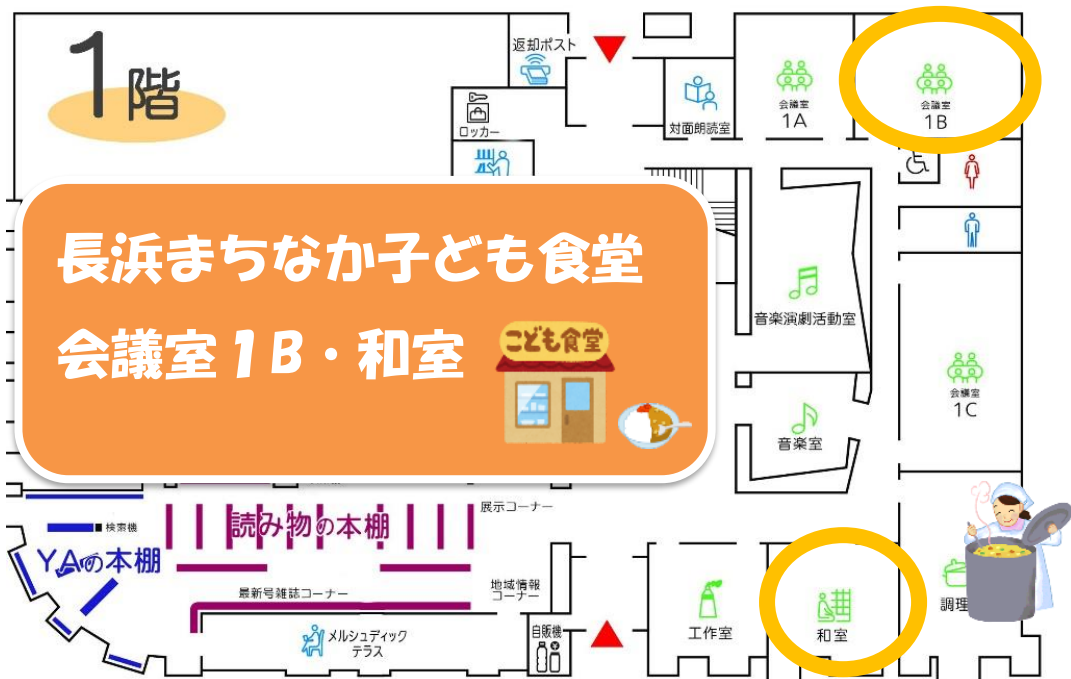 1階
返却ポスト
ロッカー
対面朗読室
会議室
1A
会議室
1B
長浜まちなか子ども食堂
会議室1B・和室
こども食堂
音楽演劇活動室
会議室
1C
音楽室
展示コーナー
検索機
読み物の本棚
YAの本棚
最新号雑誌コーナー
地域情報
コーナー
メルシュディック
テラス
自販機
工作室
和室
調理